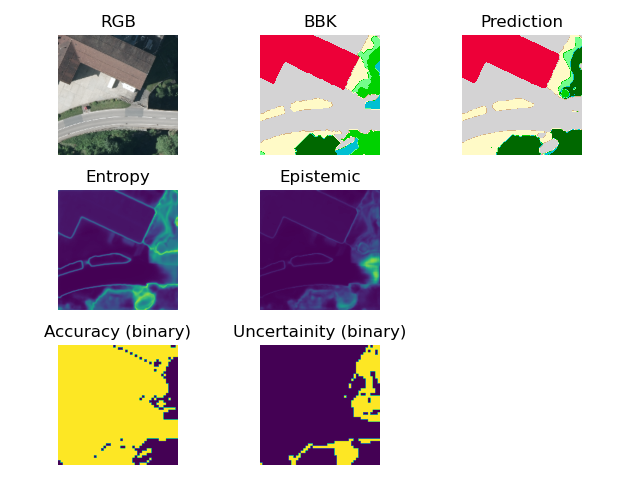 RGB
BBK
Prediction
Entropy
Epistemic
Accuracy (binary)
Uncertainity (binary)